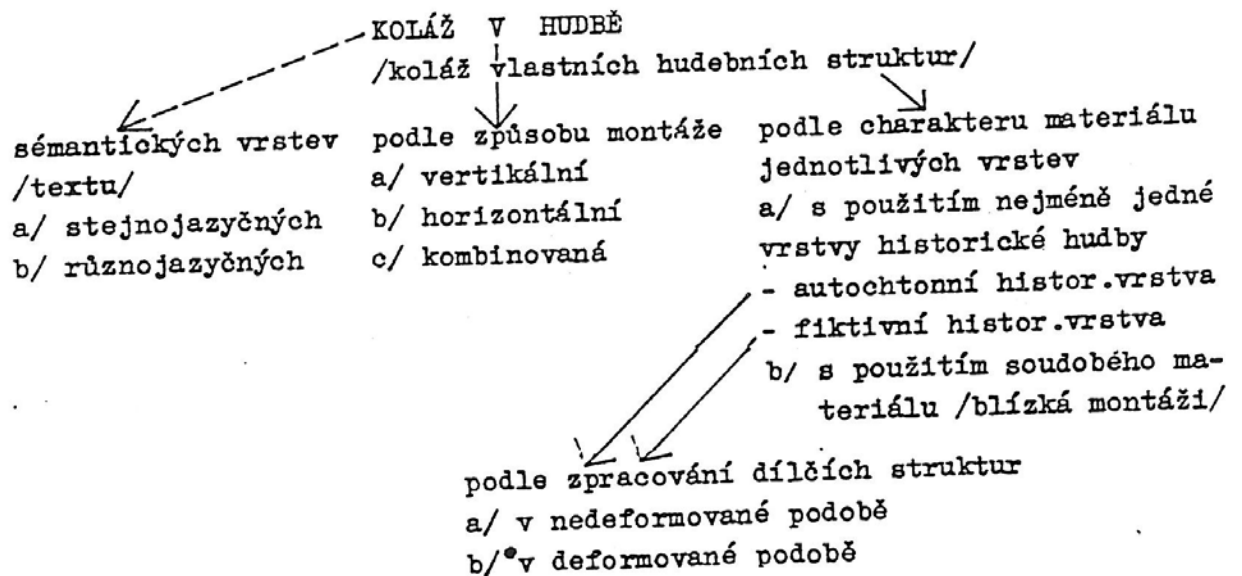 KOLÁŽ V HUDBĚ
/koláž vlastních hudebních struktur/
sémantických vrstev
/textu/
a/ stejnojazyčných
b/ různojazyčných
podle způsobu montáže
a/ vertikální
b/ horizontální
c/ kombinovaná
podle charakteru materiálu
jednotlivých vrstev
a/ s použitím nejméně jedné
vrstvy historické hudby
- autochtonní histor.vrstva
- fiktivní histor.vrstva
b/ s použitím soudobého ma-
teriálu /blízká montáži/
podle zpracování dílčích struktur
a/ v nedeformované podobě
b/ v deformované podobě